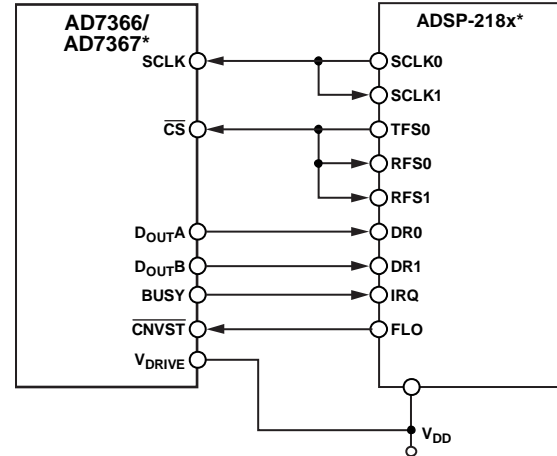 AD7366/
AD7367*
SCLK
CS
DOUTA
DOUTB
BUSY
CNVST
VDRIVE
ADSP-218x*
SCLK0
SCLK1
TFS0
RFS0
RFS1
DR0
DR1
IRQ
FLO
VDD